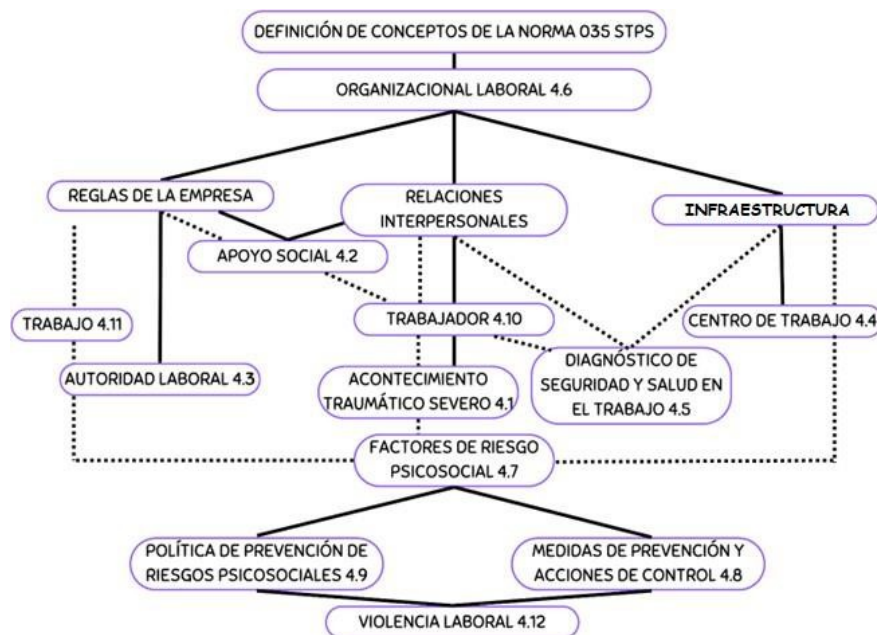 DEFINICIÓN DE CONCEPTOS DE LA NORMA 035 STPS
ORGANIZACIONAL LABORAL 4.6
REGLAS DE LA EMPRESA
RELACIONES
INTERPERSONALES
INFRAESTRUCTURA
APOYO SOCIAL 4.2
TRABAJO 4.11
TRABAJADOR 4.10
CENTRO DE TRABAJO 4.4
AUTORIDAD LABORAL 4.3
ACONTECIMIENTO
TRAUMÁTICO SEVERO 4.1
DIAGNÓSTICO DE
SEGURIDAD Y SALUD EN
EL TRABAJO 4.5
FACTORES DE RIESGO
PSICOSOCIAL 4.7
POLÍTICA DE PREVENCIÓN DE
RIESGOS PSICOSOCIALES 4.9
MEDIDAS DE PREVENCIÓN Y
ACCIONES DE CONTROL 4.8
VIOLENCIA LABORAL 4.12